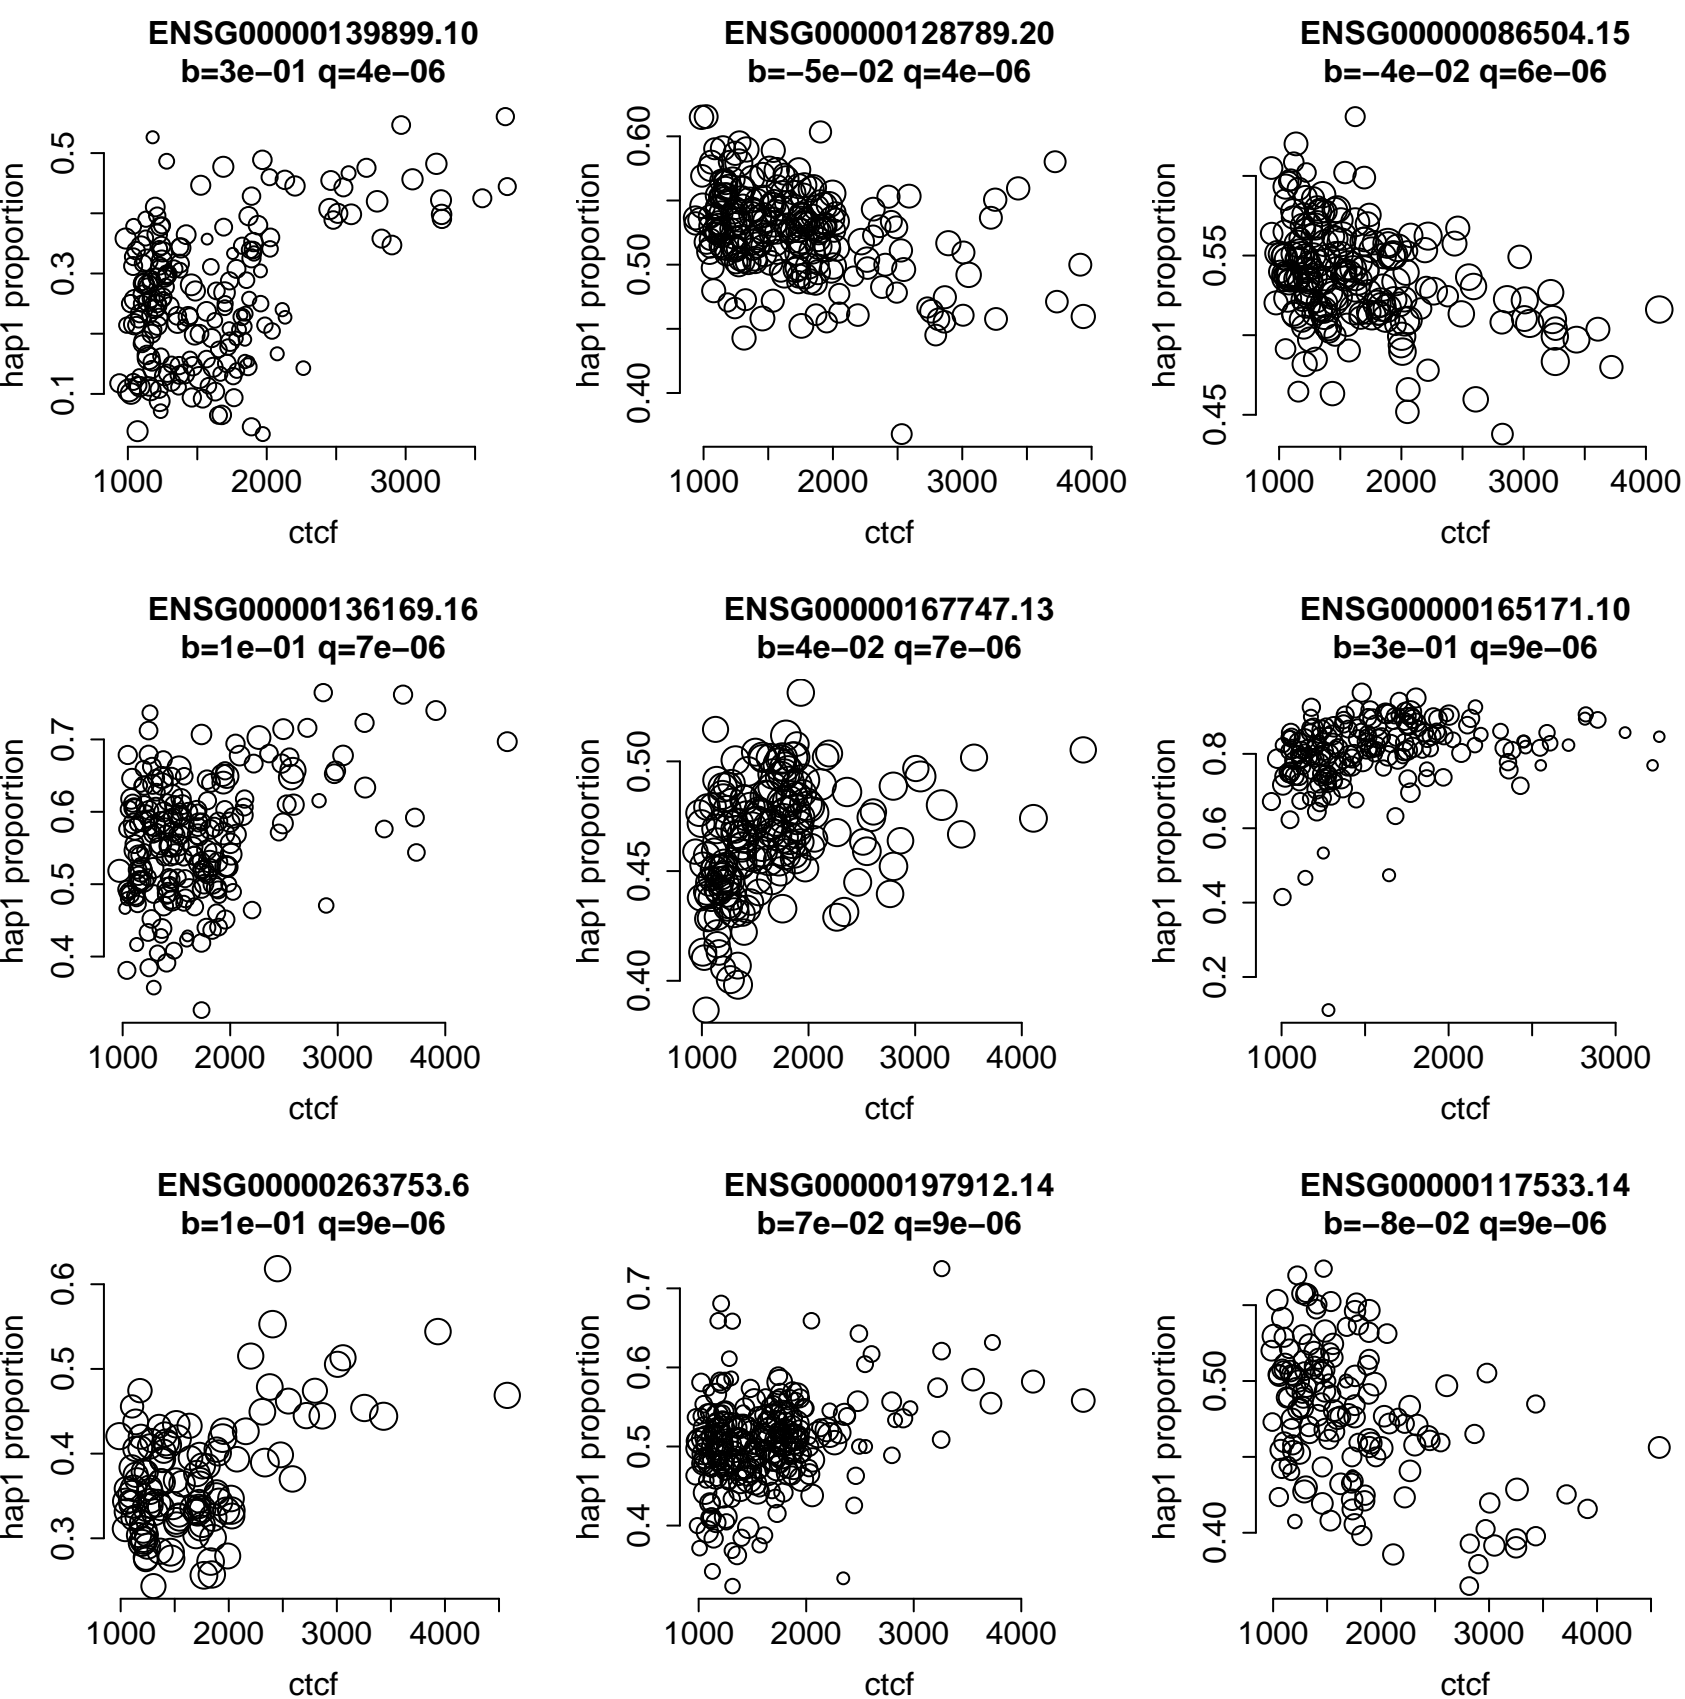 ENSG00000139899.10
b=3e−01 q=4e−06
hap1 proportion
0.1 0.3 0.5
1000 2000 3000
ctcf
ENSG00000128789.20
b=−5e−02 q=4e−06
hap1 proportion
0.40 0.50 0.60
1000 2000 3000 4000
ctcf
ENSG00000086504.15
b=−4e−02 q=6e−06
hap1 proportion
0.45 0.55
1000 2000 3000 4000
ctcf
ENSG00000136169.16
b=1e−01 q=7e−06
hap1 proportion
0.4 0.5 0.6 0.7
1000 2000 3000 4000
ctcf
ENSG00000167747.13
b=4e−02 q=7e−06
hap1 proportion
0.40 0.45 0.50
1000 2000 3000 4000
ctcf
ENSG00000165171.10
b=3e−01 q=9e−06
hap1 proportion
0.2 0.4 0.6 0.8
1000 2000 3000
ctcf
ENSG00000263753.6
b=1e−01 q=9e−06
hap1 proportion
0.3 0.4 0.5 0.6
1000 2000 3000 4000
ctcf
ENSG00000197912.14
b=7e−02 q=9e−06
hap1 proportion
0.4 0.5 0.6 0.7
1000 2000 3000 4000
ctcf
ENSG00000117533.14
b=−8e−02 q=9e−06
hap1 proportion
0.40 0.50
1000 2000 3000 4000
ctcf